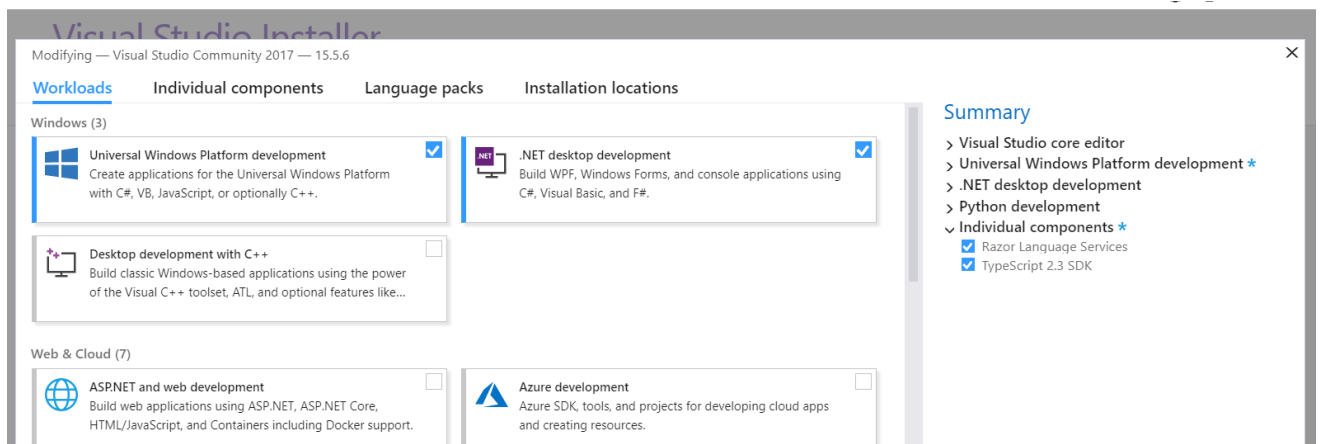 Visual Studio Installer
Modifying — Visual Studio Community 2017 — 15.5.6
Workloads Individual components Language packs Installation locations
Windows (3)
Universal Windows Platform development
Create applications for the Universal Windows Platform
with C#, VB, JavaScript, or optionally C++.
.NET
.NET desktop development
Build WPF, Windows Forms, and console applications using
C#, Visual Basic, and F#.
Desktop development with C++
Build classic Windows-based applications using the power
of the Visual C++ toolset, ATL, and optional features like...
Web & Cloud (7)
ASP.NET and web development
Build web applications using ASP.NET, ASP.NET Core,
HTML/JavaScript, and Containers including Docker support.
Azure development
Azure SDK, tools, and projects for developing cloud apps
and creating resources.
Summary
Visual Studio core editor
Universal Windows Platform development *
.NET desktop development
Python development
Individual components *
Razor Language Services
TypeScript 2.3 SDK